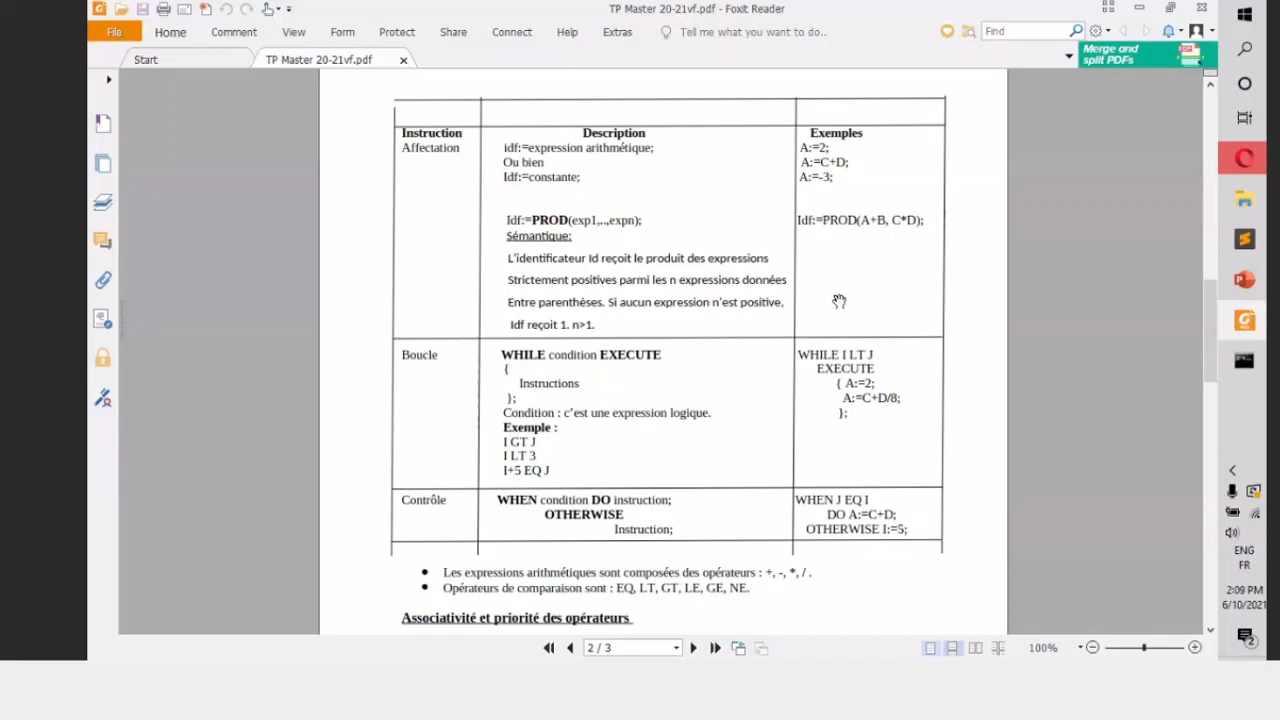 TP Master 20-21vf.pdf - Foxit Reader
File Home Comment View Form Protect Share Connect Help Extras Tell me what you want to do.. Find
Start TP Master 20-21vf.pdf
Merge and
split PDFs
PDF
Instruction Description Exemples
Affectation idf:=expression arithmétique; A:=2;
Ou bien A:=C+D;
Idf:=constante; A:=-3;
Idf:=PROD(exp1,..,expn); Idf:=PROD(A+B, C*D);
Sémantique:
L'identificateur Id reçoit le produit des expressions
Strictement positives parmi les n expressions données
Entre parenthèses. Si aucun expression n'est positive,
Idf reçoit 1. n>1.
Boucle WHILE condition EXECUTE WHILE I LT J
{ EXECUTE
Instructions { A:=2;
}; A:=C+D/8;
Condition : c'est une expression logique. };
Exemple :
I GT J
I LT 3
I+5 EQ J
Contrôle WHEN condition DO instruction; WHEN J EQ I
OTHERWISE DO A:=C+D;
Instruction; OTHERWISE I:=5;
Les expressions arithmétiques sont composées des opérateurs : +, -, *, / .
Opérateurs de comparaison sont : EQ, LT, GT, LE, GE, NE.
Associativité et priorité des opérateurs
2 / 3 100%
ENG
FR
2:09 PM
6/10/2021
2